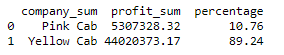 company_sum profit_sum percentage
0 Pink Cab 5307328.32 10.76
1 Yellow Cab 44020373.17 89.24